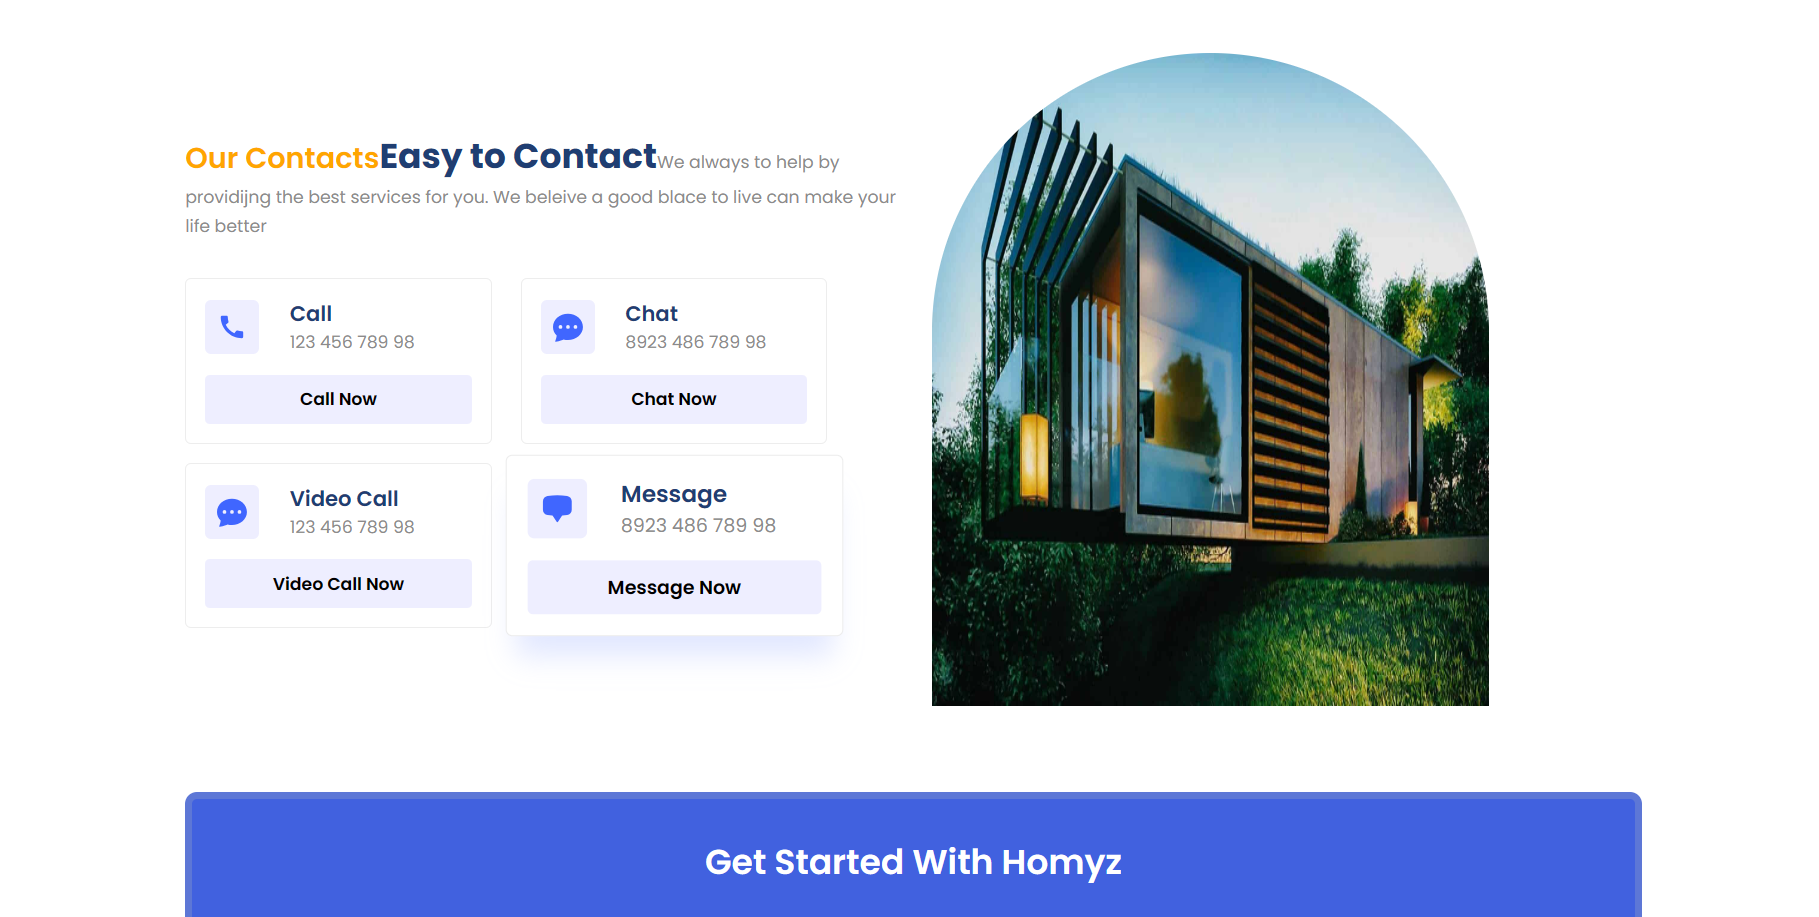 Our ContactsEasy to ContactWe always to help by
providijng the best services for you. We beleive a good blace to live can make your
life better
Call
123 456 789 98
Call Now
Chat
8923 486 789 98
Chat Now
Video Call
123 456 789 98
Video Call Now
Message
8923 486 789 98
Message Now
Get Started With Homyz